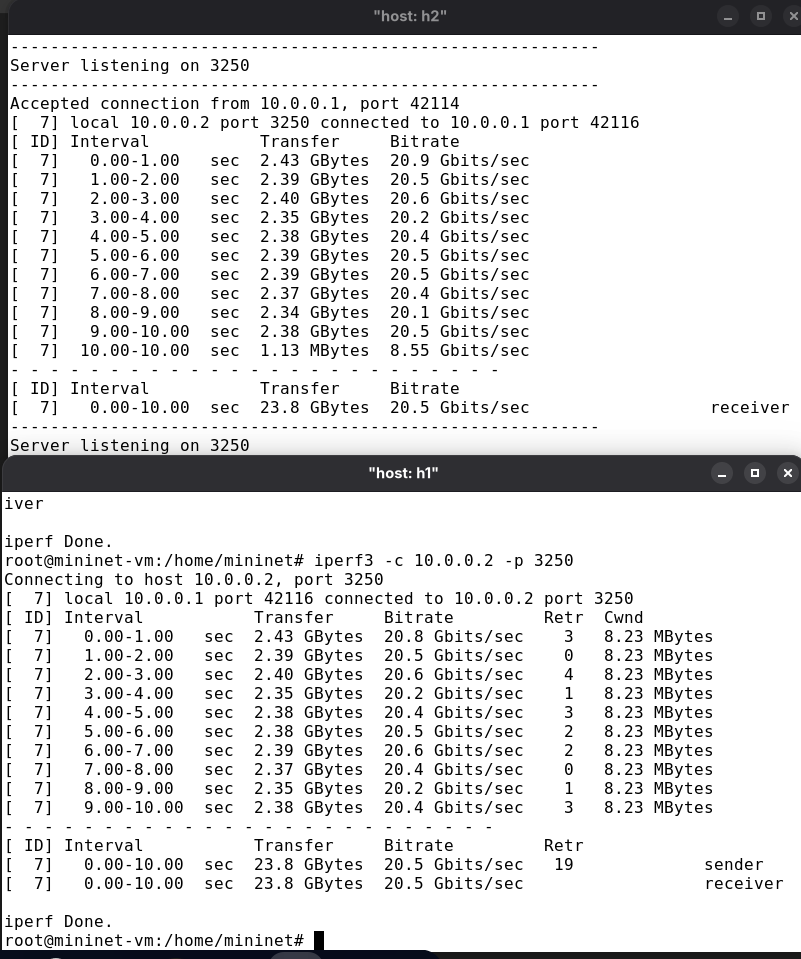 "host: h2"
-----------------------------------------------------------
Server listening on 3250
-----------------------------------------------------------
Accepted connection from 10.0.0.1, port 42114
[  7] local 10.0.0.2 port 3250 connected to 10.0.0.1 port 42116
[ ID] Interval           Transfer     Bitrate
[  7]   0.00-1.00   sec  2.43 GBytes  20.9 Gbits/sec
[  7]   1.00-2.00   sec  2.39 GBytes  20.5 Gbits/sec
[  7]   2.00-3.00   sec  2.40 GBytes  20.6 Gbits/sec
[  7]   3.00-4.00   sec  2.35 GBytes  20.2 Gbits/sec
[  7]   4.00-5.00   sec  2.38 GBytes  20.4 Gbits/sec
[  7]   5.00-6.00   sec  2.39 GBytes  20.5 Gbits/sec
[  7]   6.00-7.00   sec  2.39 GBytes  20.5 Gbits/sec
[  7]   7.00-8.00   sec  2.37 GBytes  20.4 Gbits/sec
[  7]   8.00-9.00   sec  2.34 GBytes  20.1 Gbits/sec
[  7]   9.00-10.00  sec  2.38 GBytes  20.5 Gbits/sec
[  7]  10.00-10.00  sec  1.13 MBytes  8.55 Gbits/sec
- - - - - - - - - - - - - - - - - - - - - - - - -
[ ID] Interval           Transfer     Bitrate
[  7]   0.00-10.00  sec  23.8 GBytes  20.5 Gbits/sec                  receiver
-----------------------------------------------------------
Server listening on 3250
"host: h1"
iver
iperf Done.
root@mininet-vm:/home/mininet# iperf3 -c 10.0.0.2 -p 3250
Connecting to host 10.0.0.2, port 3250
[  7] local 10.0.0.1 port 42116 connected to 10.0.0.2 port 3250
[ ID] Interval           Transfer     Bitrate         Retr  Cwnd
[  7]   0.00-1.00   sec  2.43 GBytes  20.8 Gbits/sec    3   8.23 MBytes
[  7]   1.00-2.00   sec  2.39 GBytes  20.5 Gbits/sec    0   8.23 MBytes
[  7]   2.00-3.00   sec  2.40 GBytes  20.6 Gbits/sec    4   8.23 MBytes
[  7]   3.00-4.00   sec  2.35 GBytes  20.2 Gbits/sec    1   8.23 MBytes
[  7]   4.00-5.00   sec  2.38 GBytes  20.4 Gbits/sec    3   8.23 MBytes
[  7]   5.00-6.00   sec  2.38 GBytes  20.5 Gbits/sec    2   8.23 MBytes
[  7]   6.00-7.00   sec  2.39 GBytes  20.6 Gbits/sec    2   8.23 MBytes
[  7]   7.00-8.00   sec  2.37 GBytes  20.4 Gbits/sec    0   8.23 MBytes
[  7]   8.00-9.00   sec  2.35 GBytes  20.2 Gbits/sec    1   8.23 MBytes
[  7]   9.00-10.00  sec  2.38 GBytes  20.4 Gbits/sec    3   8.23 MBytes
- - - - - - - - - - - - - - - - - - - - - - - - -
[ ID] Interval           Transfer     Bitrate         Retr
[  7]   0.00-10.00  sec  23.8 GBytes  20.5 Gbits/sec   19             sender
[  7]   0.00-10.00  sec  23.8 GBytes  20.5 Gbits/sec                  receiver
iperf Done.
root@mininet-vm:/home/mininet#